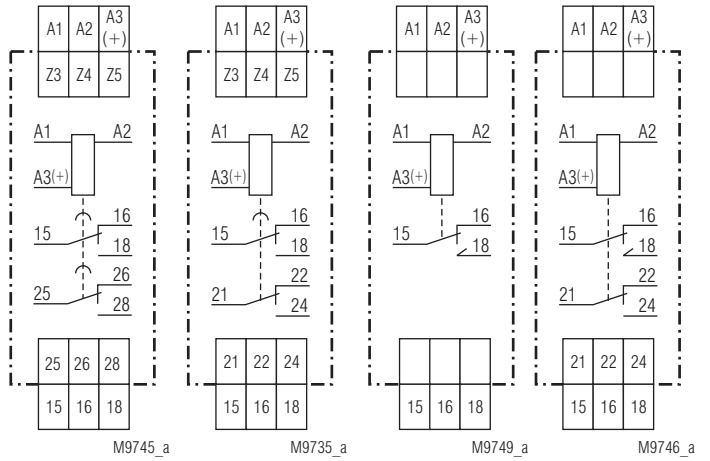 A1 A2 A3 (+)
Z3 Z4 Z5
A1 A2
A3(+)
16
15
18
26
25
28
25 26 28
15 16 18
M9745_a
A1 A2 A3 (+)
Z3 Z4 Z5
A1 A2
A3(+)
16
15
18
22
21
24
21 22 24
15 16 18
M9735_a
A1 A2 A3 (+)
A1 A2
A3(+)
16
15
18
15 16 18
M9749_a
A1 A2 A3 (+)
A1 A2
A3(+)
16
15
18
22
21
24
21 22 24
15 16 18
M9746_a